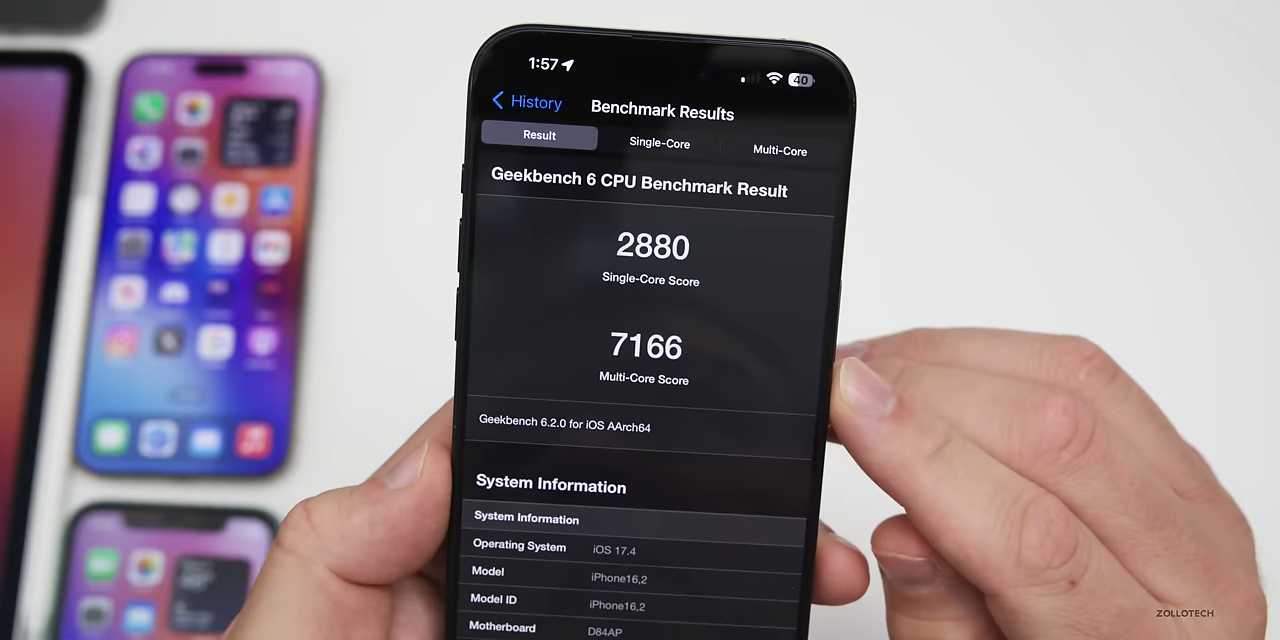 1:57
40
History
Benchmark Results
Result
Single-Core
Multi-Core
Geekbench 6 CPU Benchmark Result
2880
Single-Core Score
7166
Multi-Core Score
Geekbench 6.2.0 for iOS AArch64
System Information
System Information
Operating System iOS 17.4
Model iPhone16,2
Model ID iPhone16,2
Motherboard D84AP
ZOLLOTECH